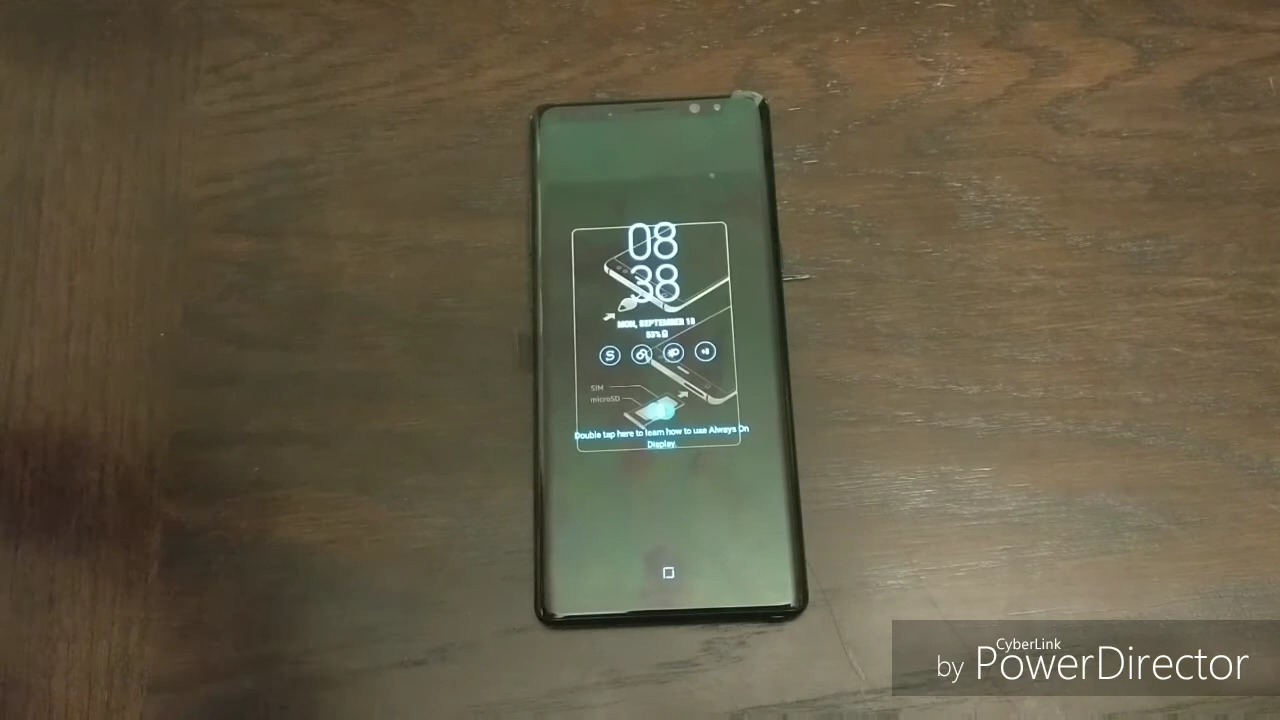 08
38
MON, SEPTEMBER 18
53%
S
SIM
microSD
Double tap here to learn how to use Always On
Display.
CyberLink
by PowerDirector